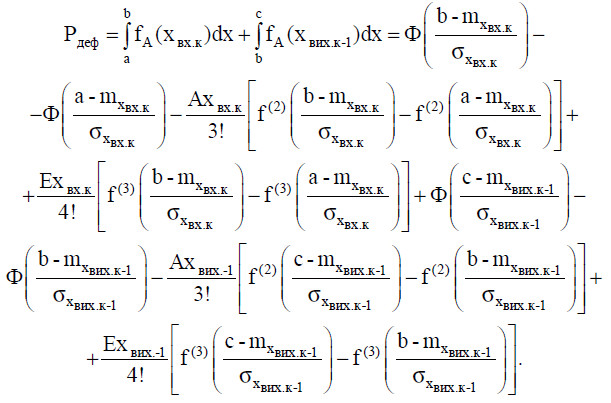 P_деф = ∫_a^b f_A(x_вх.к)dx + ∫_b^c f_A(x_вих.к-1)dx = Ф((b - m_x_вх.к)/σ_x_вх.к) −
−Ф((a - m_x_вх.к)/σ_x_вх.к) − Ax_вх.к/3! [f^(2)((b - m_x_вх.к)/σ_x_вх.к) − f^(2)((a - m_x_вх.к)/σ_x_вх.к)] +
+ Ex_вх.к/4! [f^(3)((b - m_x_вх.к)/σ_x_вх.к) − f^(3)((a - m_x_вх.к)/σ_x_вх.к)] + Ф((c - m_x_вих.к-1)/σ_x_вих.к-1) −
Ф((b - m_x_вих.к-1)/σ_x_вих.к-1) − Ax_вих.-1/3! [f^(2)((c - m_x_вих.к-1)/σ_x_вих.к-1) − f^(2)((b - m_x_вих.к-1)/σ_x_вих.к-1)] +
+ Ex_вих.-1/4! [f^(3)((c - m_x_вих.к-1)/σ_x_вих.к-1) − f^(3)((b - m_x_вих.к-1)/σ_x_вих.к-1)].